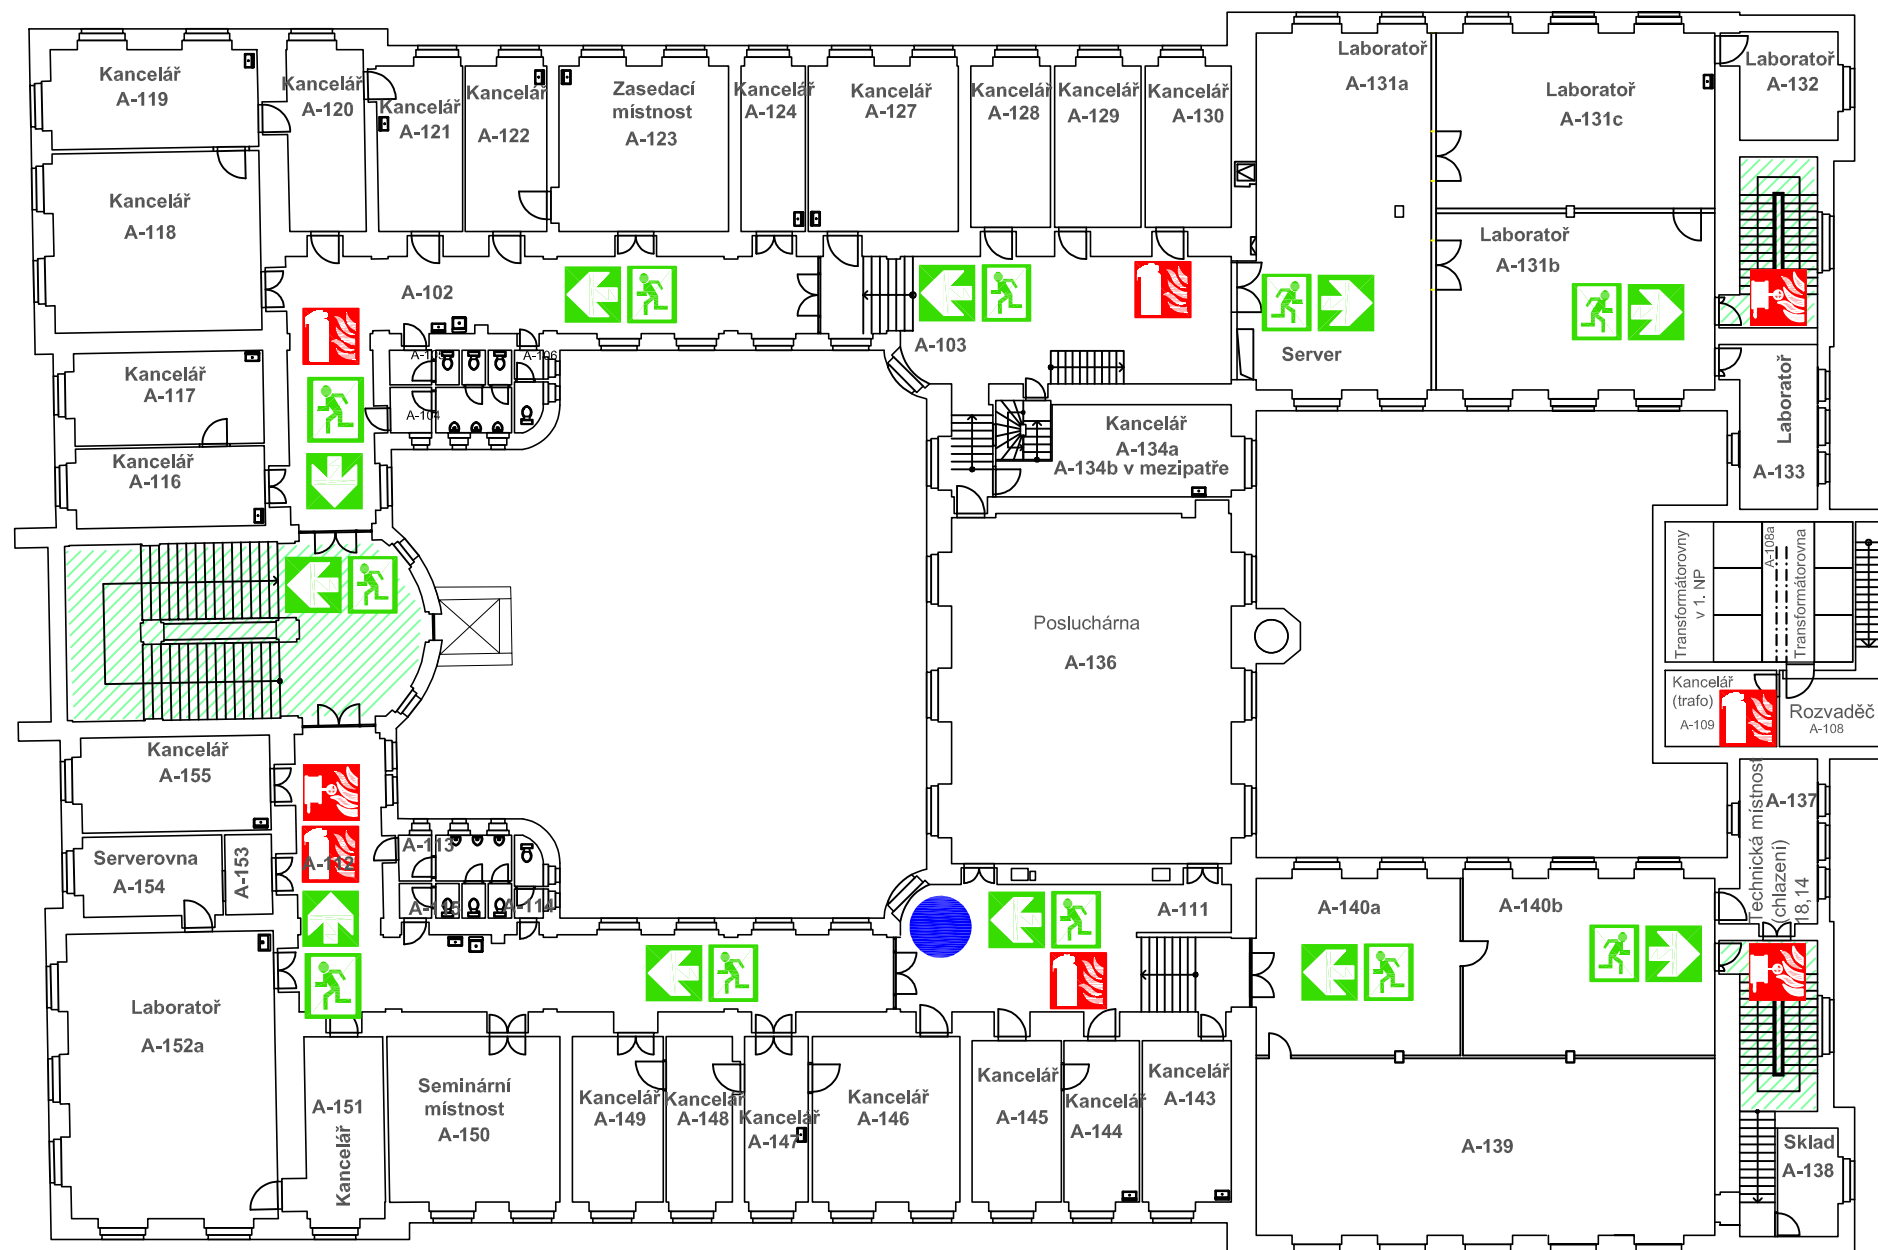 Kancelář
A-119
Kancelář
A-120
Kancelář
A-121
Kancelář
A-122
Zasedací
místnost
A-123
Kancelář
A-124
Kancelář
A-127
Kancelář
A-128
Kancelář
A-129
Kancelář
A-130
Laboratoř
A-131a
Laboratoř
A-131c
Laboratoř
A-132
Kancelář
A-118
Laboratoř
A-131b
A-102
A-103
Server
A-105
A-106
A-104
Kancelář
A-117
Kancelář
A-116
Kancelář
A-134a
A-134b v mezipatře
Laboratoř
A-133
Transformátorovny
v 1. NP
A-108a
Transformátorovna
Posluchárna
A-136
Kancelář
(trafo)
A-109
Rozvaděč
A-108
Kancelář
A-155
Serverovna
A-154
A-153
A-112
A-113
A-115
A-114
A-111
A-140a
A-140b
Technická místnost
(chlazení)
18,14
A-137
Laboratoř
A-152a
A-151
Kancelář
Seminární
místnost
A-150
Kancelář
A-149
Kancelář
A-148
Kancelář
A-147
Kancelář
A-146
Kancelář
A-145
Kancelář
A-144
Kancelář
A-143
A-139
Sklad
A-138